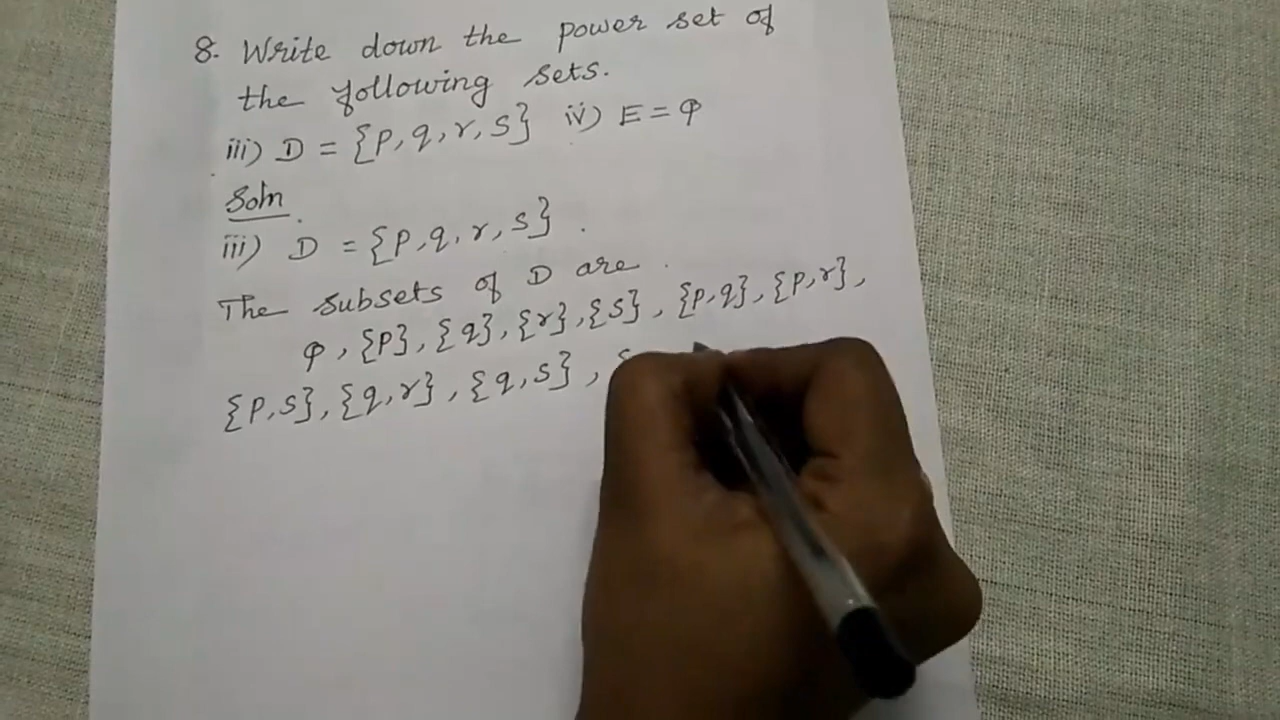 8. Write down the power set of
the following sets.
iii) D = {p, q, r, s} iv) E = φ
Soln
iii) D = {p, q, r, s}.
The subsets of D are
φ, {p}, {q}, {r}, {s}, {p, q}, {p, r},
{p, s}, {q, r}, {q, s}, {